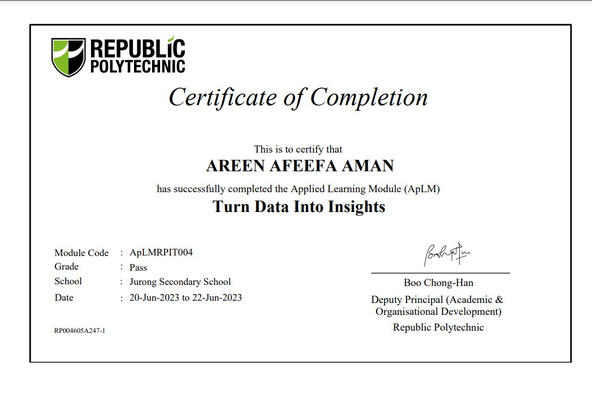 REPUBLIC
POLYTECHNIC
Certificate of Completion
This is to certify that
AREEN AFEEFA AMAN
has successfully completed the Applied Learning Module (ApLM)
Turn Data Into Insights
Module Code : ApLMRPIT004
Grade : Pass
School : Jurong Secondary School
Date : 20-Jun-2023 to 22-Jun-2023
RP004605A247-1
Boo Chong-Han
Deputy Principal (Academic &
Organisational Development)
Republic Polytechnic